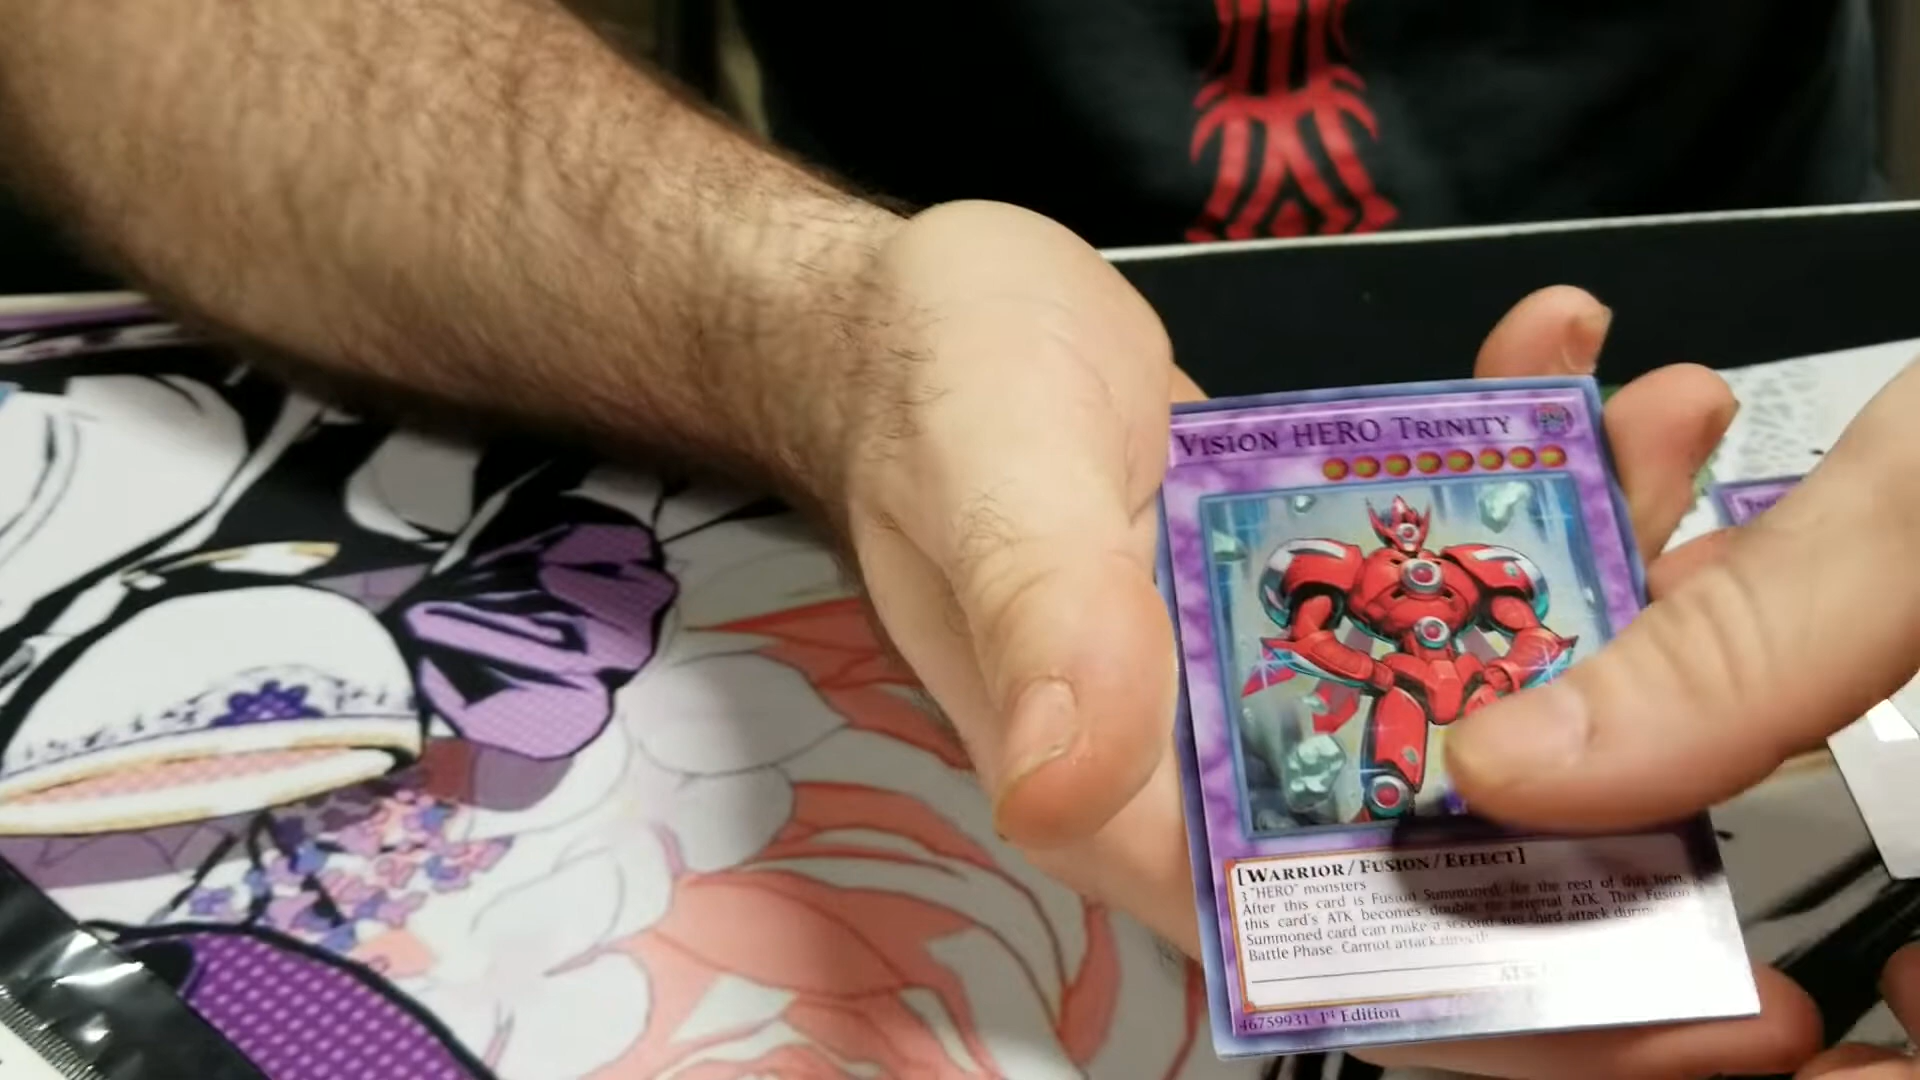 VISION HERO TRINITY
[WARRIOR/FUSION/EFFECT]
3 "HERO" monsters
After this card is Fusion Summoned, for the rest of this turn,
this card's ATK becomes double its original ATK. This Fusion
Summoned card can make a second and third attack during
Battle Phase. Cannot attack directly
46759931 1st Edition